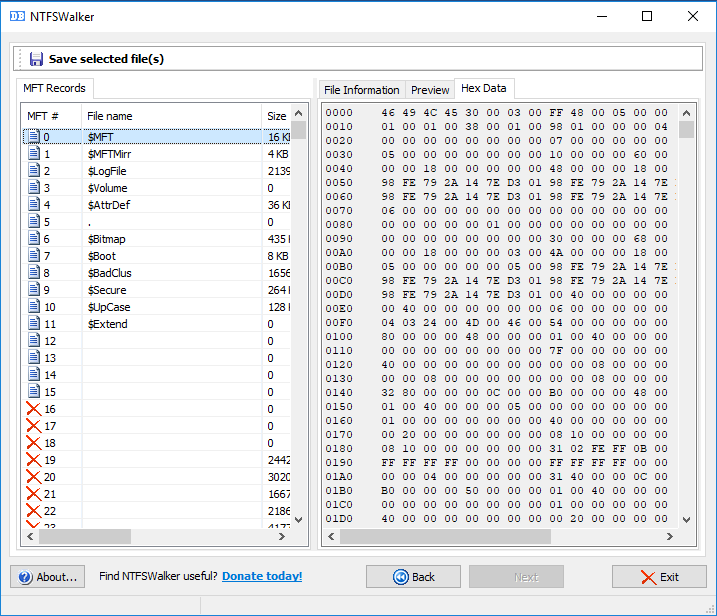 NTFSWalker
Save selected file(s)
MFT Records
MFT # File name Size
0 $MFT 16 K
1 $MFTMirr 4 KB
2 $LogFile 2139
3 $Volume 0
4 $AttrDef 36 K
5 . 0
6 $Bitmap 435
7 $Boot 8 KB
8 $BadClus 1656
9 $Secure 264
10 $UpCase 128
11 $Extend 0
12 0
13 0
14 0
15 0
16 0
17 0
18 0
19 2442
20 3020
21 1667
22 2186
23 4177
File Information Preview Hex Data
0000 46 49 4C 45 30 00 03 00 FF 48 00 05 00 00
0010 01 00 01 00 38 00 01 00 98 01 00 00 00 04
0020 00 00 00 00 00 00 00 00 07 00 00 00 00 00
0030 05 00 00 00 00 00 00 00 10 00 00 00 60 00
0040 00 00 18 00 00 00 00 00 48 00 00 00 18 00
0050 98 FE 79 2A 14 7E D3 01 98 FE 79 2A 14 7E
0060 98 FE 79 2A 14 7E D3 01 98 FE 79 2A 14 7E
0070 06 00 00 00 00 00 00 00 00 00 00 00 00 00
0080 00 00 00 00 00 01 00 00 00 00 00 00 00 00
0090 00 00 00 00 00 00 00 00 30 00 00 00 68 00
00A0 00 00 18 00 00 00 03 00 4A 00 00 00 18 00
00B0 05 00 00 00 00 00 05 00 98 FE 79 2A 14 7E
00C0 98 FE 79 2A 14 7E D3 01 98 FE 79 2A 14 7E
00D0 98 FE 79 2A 14 7E D3 01 00 40 00 00 00 00
00E0 00 40 00 00 00 00 00 00 06 00 00 00 00 00
00F0 04 03 24 00 4D 00 46 00 54 00 00 00 00 00
0100 80 00 00 00 48 00 00 00 01 00 40 00 00 00
0110 00 00 00 00 00 00 00 00 7F 00 00 00 00 00
0120 40 00 00 00 00 00 00 00 00 00 08 00 00 00
0130 00 00 00 00 00 00 00 00 00 00 08 00 00 00
0140 32 80 00 00 00 0C 00 00 B0 00 00 00 48 00
0150 01 00 40 00 00 00 05 00 00 00 00 00 00 00
0160 01 00 00 00 00 00 00 00 40 00 00 00 00 00
0170 00 20 00 00 00 00 00 00 08 10 00 00 00 00
0180 08 10 00 00 00 00 00 00 31 02 FE FF 0B 00
0190 FF FF FF FF 00 00 00 00 FF FF FF FF 00 00
01A0 00 00 04 00 00 00 00 00 31 40 00 00 0C 00
01B0 B0 00 00 00 50 00 00 00 01 00 40 00 00 00
01C0 01 00 00 00 00 00 00 00 01 00 00 00 00 00
01D0 40 00 00 00 00 00 00 00 00 20 00 00 00 00
About... Find NTFSWalker useful? Donate today! Back Next Exit